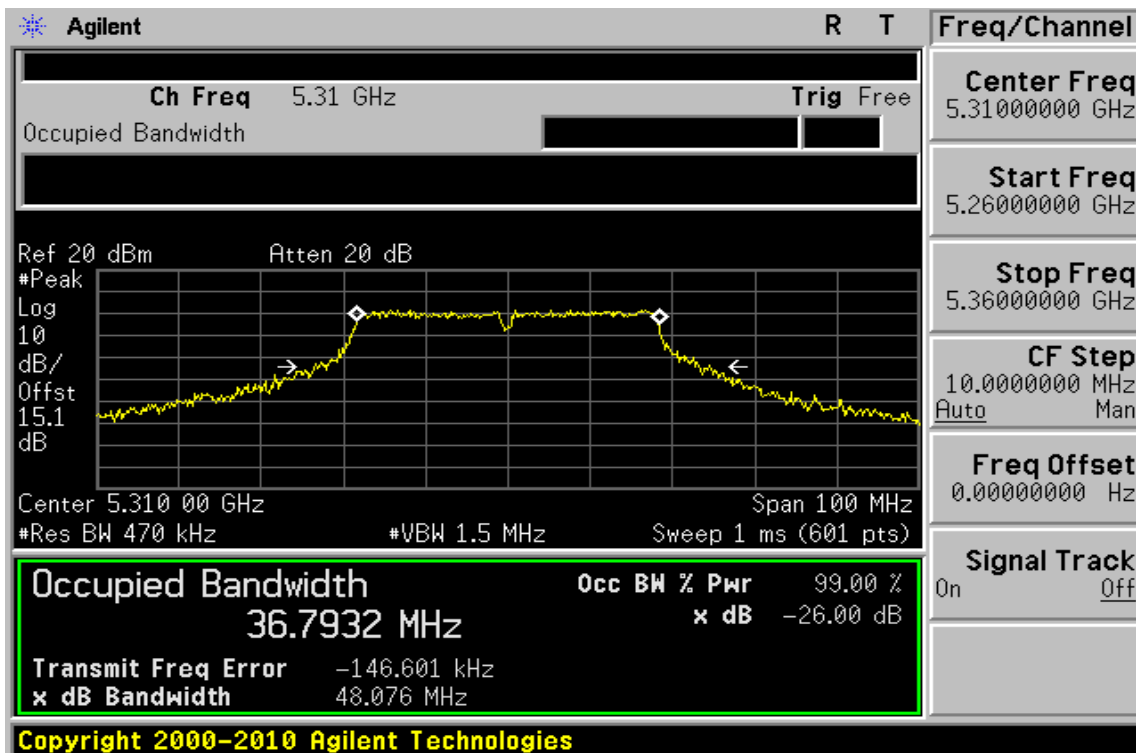 Agilent R T
Ch Freq 5.31 GHz Trig Free
Occupied Bandwidth
Ref 20 dBm Atten 20 dB
#Peak
Log
10
dB/
Offst
15.1
dB
Center 5.310 00 GHz Span 100 MHz
#Res BW 470 kHz #VBW 1.5 MHz Sweep 1 ms (601 pts)
Occupied Bandwidth
36.7932 MHz
Occ BW % Pwr 99.00 %
x dB -26.00 dB
Transmit Freq Error -146.601 kHz
x dB Bandwidth 48.076 MHz
Copyright 2000-2010 Agilent Technologies
Freq/Channel
Center Freq
5.31000000 GHz
Start Freq
5.26000000 GHz
Stop Freq
5.36000000 GHz
CF Step
10.0000000 MHz
Auto Man
Freq Offset
0.00000000 Hz
Signal Track
On Off